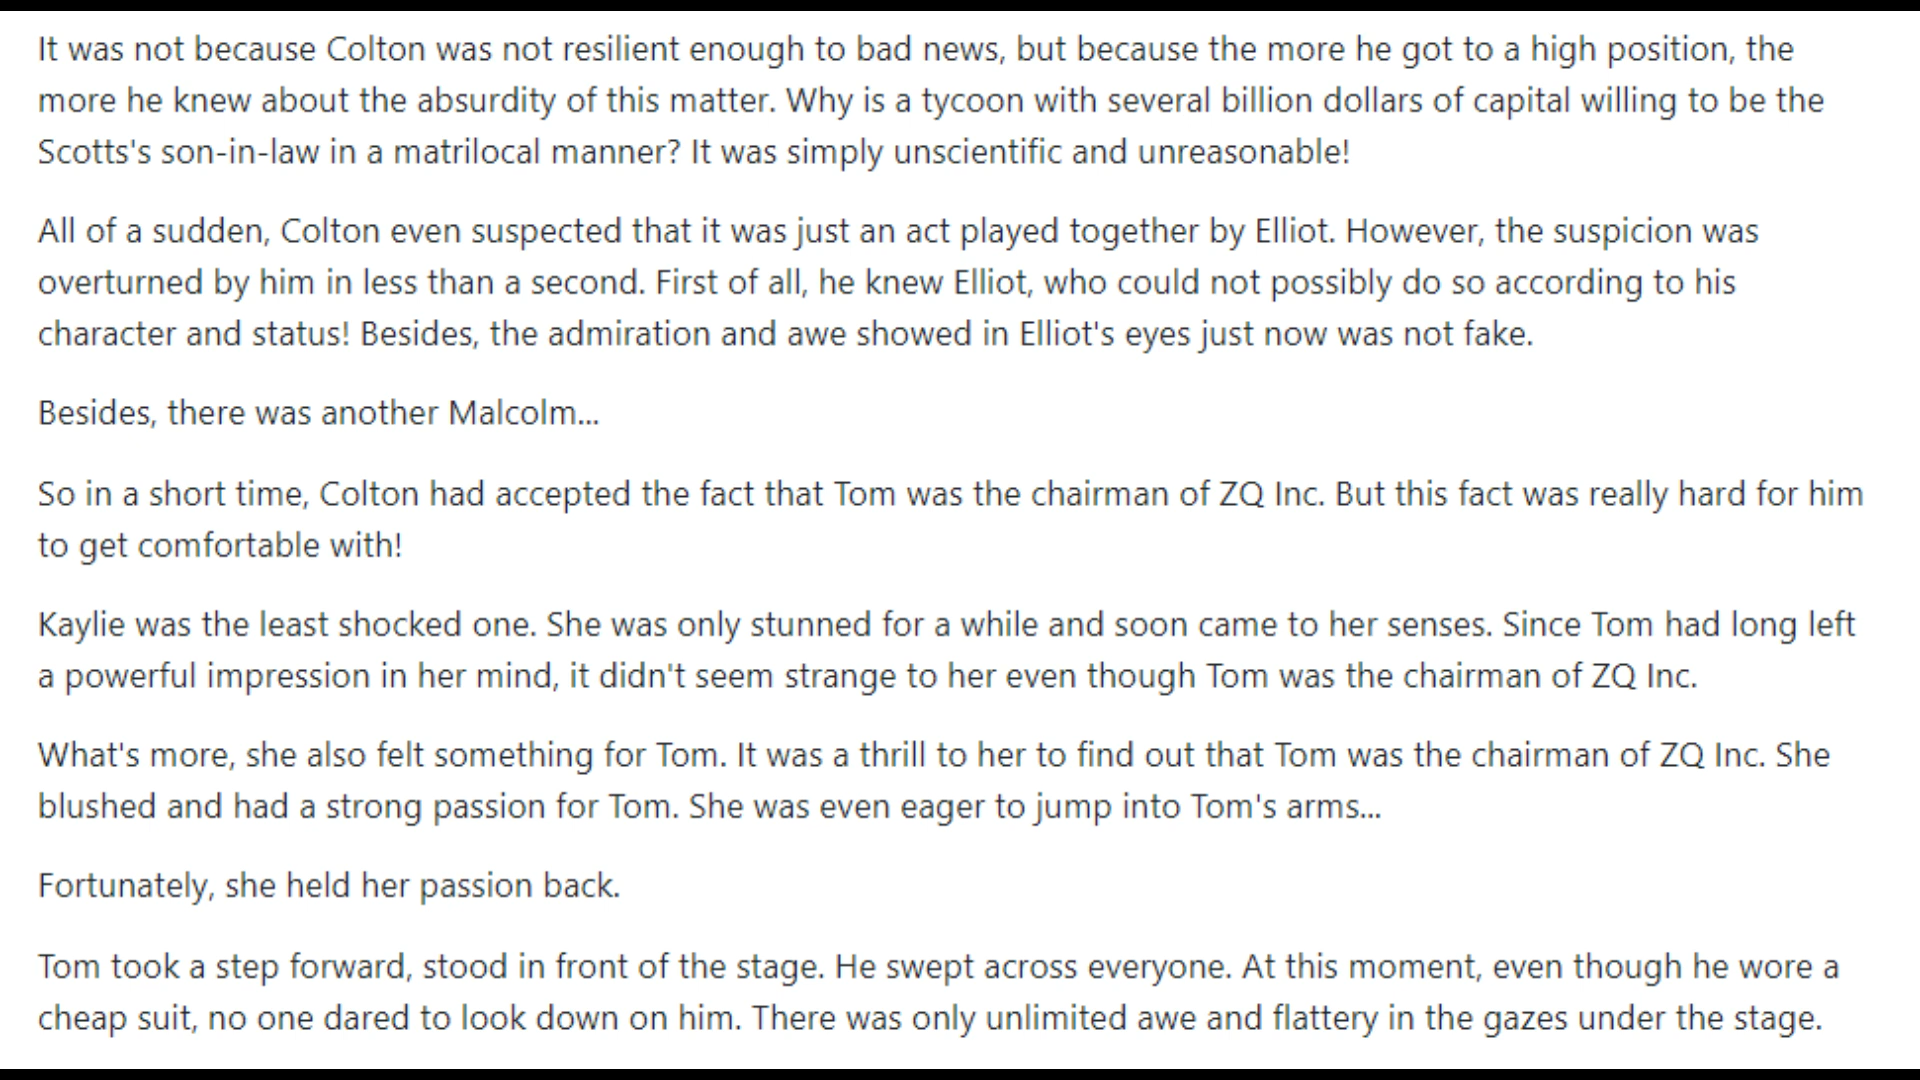 It was not because Colton was not resilient enough to bad news, but because the more he got to a high position, the
more he knew about the absurdity of this matter. Why is a tycoon with several billion dollars of capital willing to be the
Scotts's son-in-law in a matrilocal manner? It was simply unscientific and unreasonable!
All of a sudden, Colton even suspected that it was just an act played together by Elliot. However, the suspicion was
overturned by him in less than a second. First of all, he knew Elliot, who could not possibly do so according to his
character and status! Besides, the admiration and awe showed in Elliot's eyes just now was not fake.
Besides, there was another Malcolm...
So in a short time, Colton had accepted the fact that Tom was the chairman of ZQ Inc. But this fact was really hard for him
to get comfortable with!
Kaylie was the least shocked one. She was only stunned for a while and soon came to her senses. Since Tom had long left
a powerful impression in her mind, it didn't seem strange to her even though Tom was the chairman of ZQ Inc.
What's more, she also felt something for Tom. It was a thrill to her to find out that Tom was the chairman of ZQ Inc. She
blushed and had a strong passion for Tom. She was even eager to jump into Tom's arms...
Fortunately, she held her passion back.
Tom took a step forward, stood in front of the stage. He swept across everyone. At this moment, even though he wore a
cheap suit, no one dared to look down on him. There was only unlimited awe and flattery in the gazes under the stage.